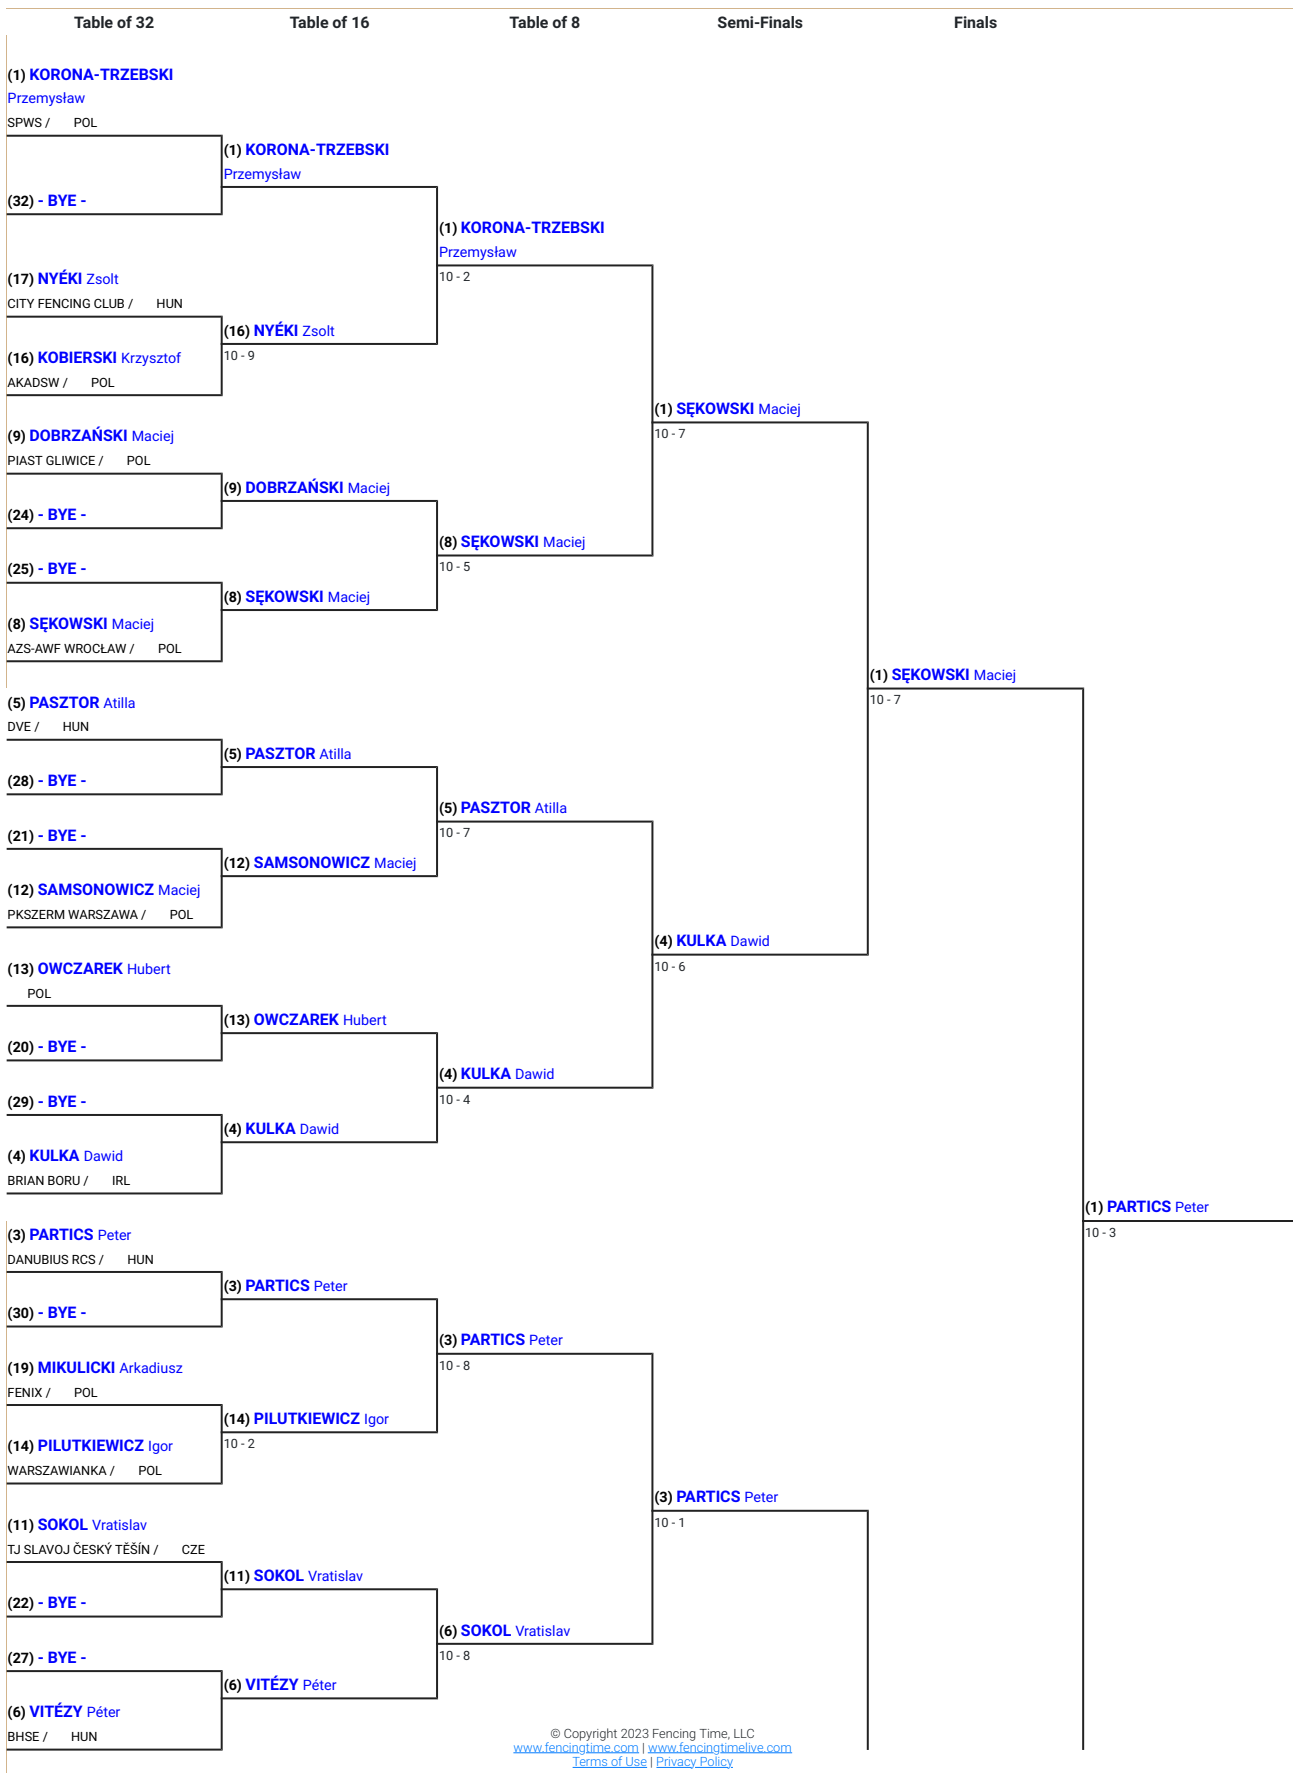 Table of 32 Table of 16 Table of 8 Semi-Finals Finals
(1) KORONA-TRZEBSKI
Przemysław
SPWS / POL
(1) KORONA-TRZEBSKI
Przemysław
(32) - BYE -
(1) KORONA-TRZEBSKI
Przemysław
10 - 2
(17) NYÉKI Zsolt
CITY FENCING CLUB / HUN
(16) NYÉKI Zsolt
10 - 9
(16) KOBIERSKI Krzysztof
AKADSW / POL
(1) SĘKOWSKI Maciej
10 - 7
(9) DOBRZAŃSKI Maciej
PIAST GLIWICE / POL
(9) DOBRZAŃSKI Maciej
(24) - BYE -
(8) SĘKOWSKI Maciej
10 - 5
(25) - BYE -
(8) SĘKOWSKI Maciej
(8) SĘKOWSKI Maciej
AZS-AWF WROCŁAW / POL
(1) SĘKOWSKI Maciej
10 - 7
(5) PASZTOR Atilla
DVE / HUN
(5) PASZTOR Atilla
(28) - BYE -
(5) PASZTOR Atilla
10 - 7
(21) - BYE -
(12) SAMSONOWICZ Maciej
(12) SAMSONOWICZ Maciej
PKSZERM WARSZAWA / POL
(4) KULKA Dawid
10 - 6
(13) OWCZAREK Hubert
POL
(13) OWCZAREK Hubert
(20) - BYE -
(4) KULKA Dawid
10 - 4
(29) - BYE -
(4) KULKA Dawid
(4) KULKA Dawid
BRIAN BORU / IRL
(1) PARTICS Peter
10 - 3
(3) PARTICS Peter
DANUBIUS RCS / HUN
(3) PARTICS Peter
(30) - BYE -
(3) PARTICS Peter
10 - 8
(19) MIKULICKI Arkadiusz
FENIX / POL
(14) PILUTKIEWICZ Igor
10 - 2
(14) PILUTKIEWICZ Igor
WARSZAWIANKA / POL
(3) PARTICS Peter
10 - 1
(11) SOKOL Vratislav
TJ SLAVOJ ČESKÝ TĚŠÍN / CZE
(11) SOKOL Vratislav
(22) - BYE -
(6) SOKOL Vratislav
10 - 8
(27) - BYE -
(6) VITÉZY Péter
(6) VITÉZY Péter
BHSE / HUN
© Copyright 2023 Fencing Time, LLC
www.fencingtime.com | www.fencingtimelive.com
Terms of Use | Privacy Policy